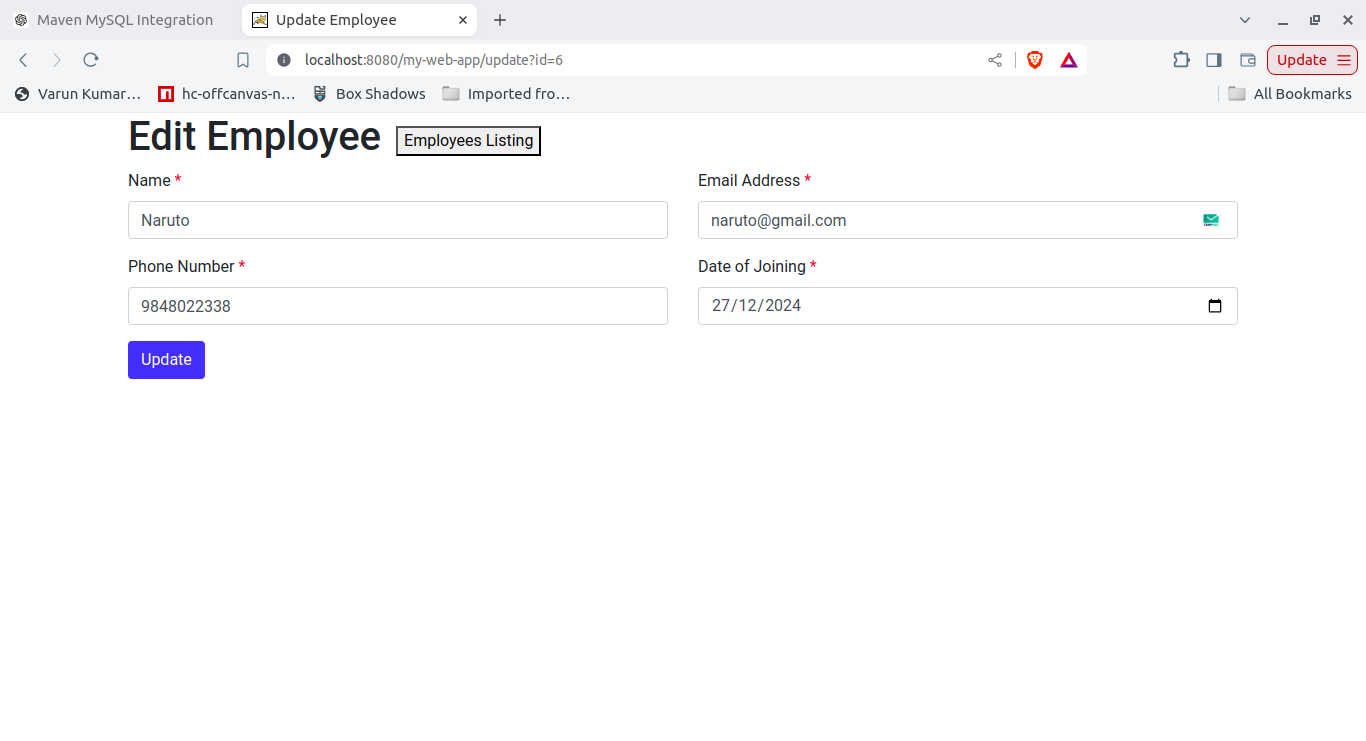 Maven MySQL Integration
Update Employee
localhost:8080/my-web-app/update?id=6
Update
Varun Kumar...
hc-offcanvas-n...
Box Shadows
Imported fro...
All Bookmarks
Edit Employee
Employees Listing
Name *
Email Address *
Naruto
naruto@gmail.com
Phone Number *
Date of Joining *
9848022338
27/12/2024
Update